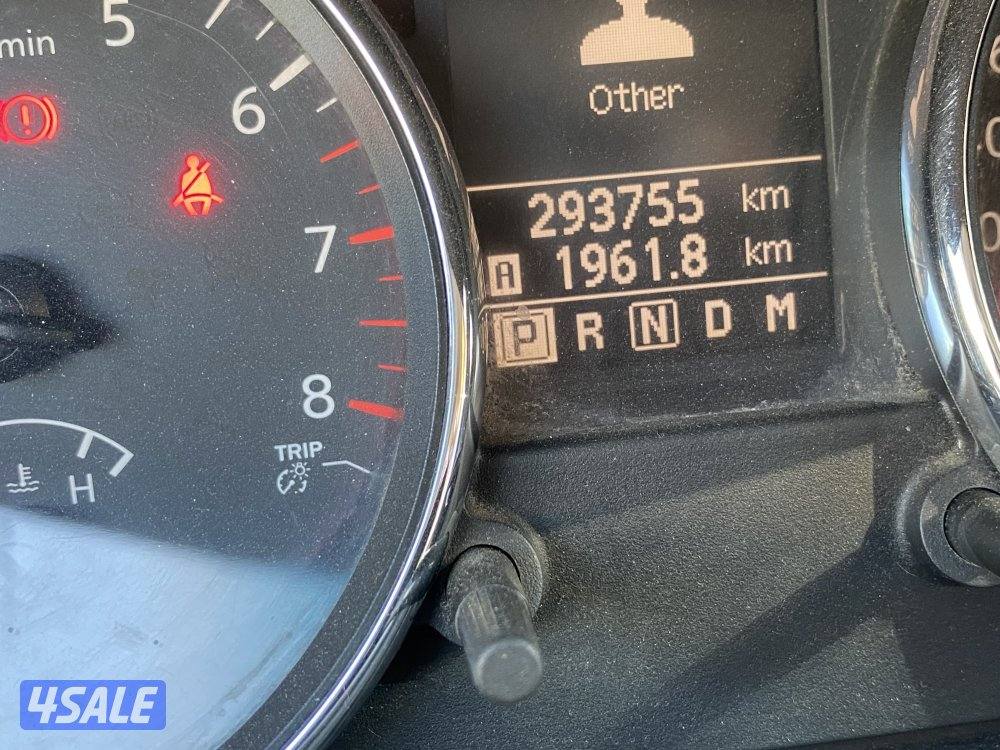 5
min
6
7
8
TRIP
H
Other
293755 km
A 1961.8 km
P R N D M
4SALE